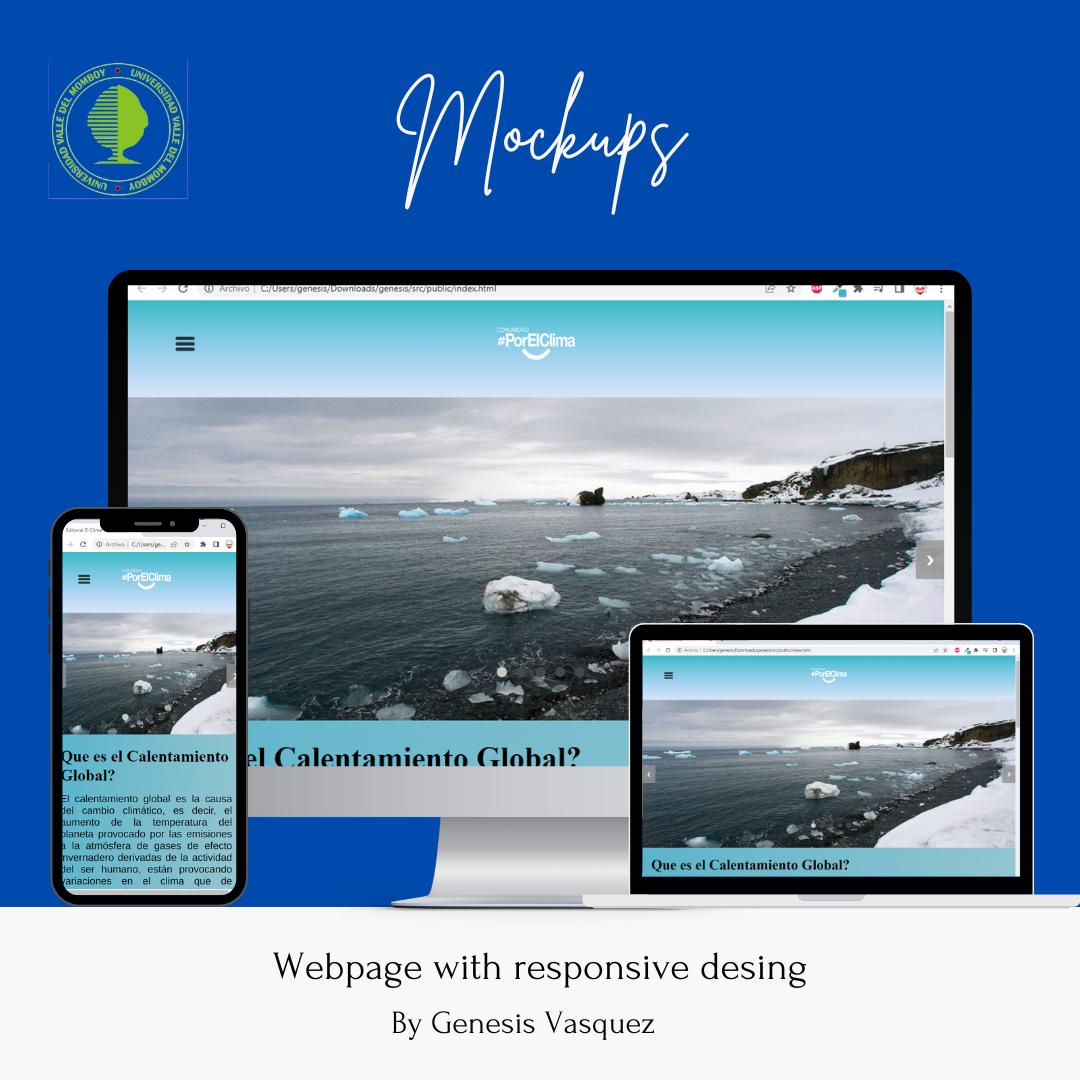 UNIVERSIDAD VALLE DEL MOMBOY • UNIVERSIDAD VALLE DEL MOMBOY •
Mockups
Archivo | C:/Users/genesis/Downloads/genesis/src/public/index.html
ABP
COMUNIDAD
#PorElClima
el Calentamiento Global?
Editorial El Clima
Archivo | C:/Users/ge...
#PorElClima
Que es el Calentamiento
Global?
El calentamiento global es la causa
del cambio climático, es decir, el
aumento de la temperatura del
planeta provocado por las emisiones
a la atmósfera de gases de efecto
invernadero derivadas de la actividad
del ser humano, están provocando
variaciones en el clima que de
Archivo | C:/Users/genesis/Downloads/genesis/src/public/index.html
#PorElClima
Que es el Calentamiento Global?
Webpage with responsive desing
By Genesis Vasquez